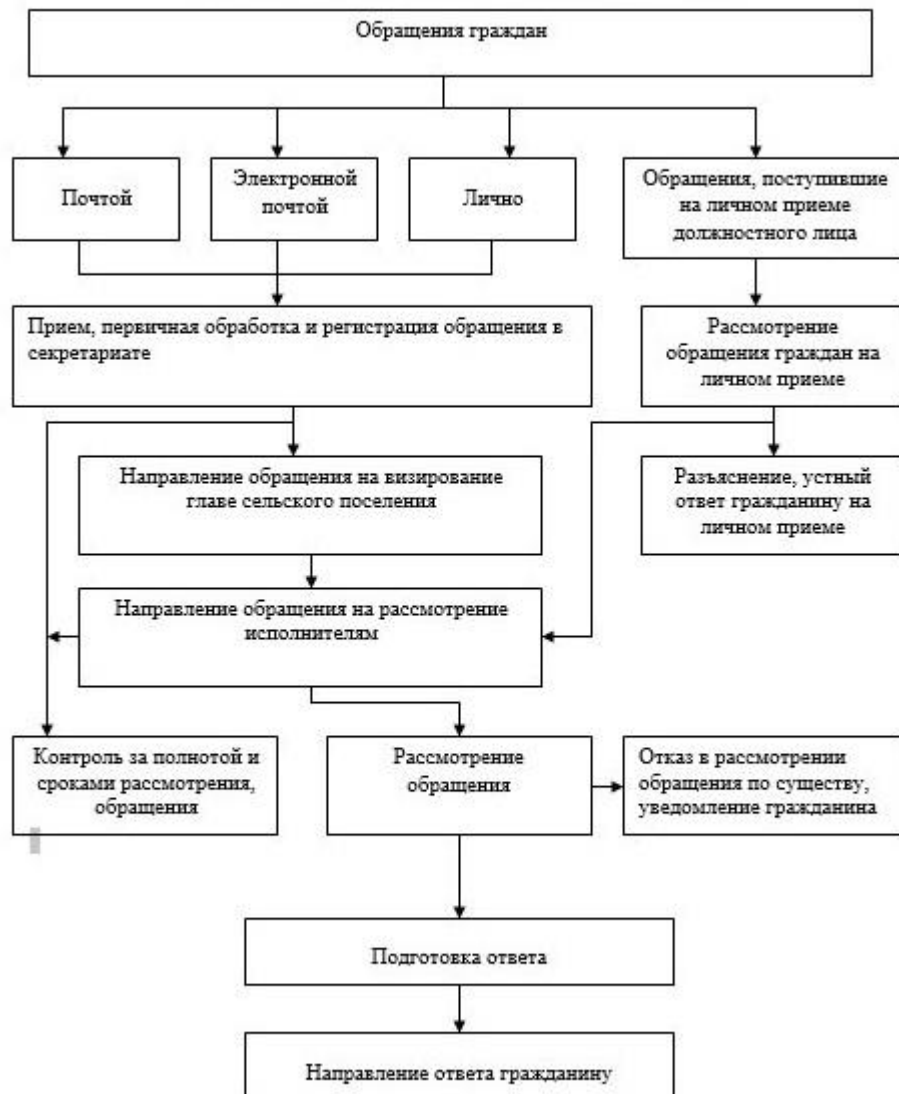 Обращения граждан
Почтой
Электронной
почтой
Лично
Обращения, поступившие
на личном приеме
должностного лица
Прием, первичная обработка и регистрация обращения в
секретариате
Рассмотрение
обращения граждан на
личном приеме
Направление обращения на визирование
главе сельского поселения
Разъяснение, устный
ответ гражданину на
личном приеме
Направление обращения на рассмотрение
исполнителям
Контроль за полнотой и
сроками рассмотрения,
обращения
Рассмотрение
обращения
Отказ в рассмотрении
обращения по существу,
уведомление гражданина
Подготовка ответа
Направление ответа гражданину